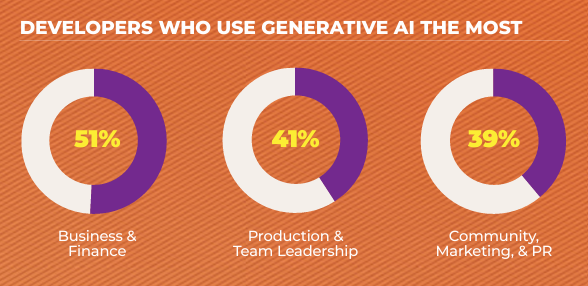 DEVELOPERS WHO USE GENERATIVE AI THE MOST
51%
41%
39%
Business &
Finance
Production &
Team Leadership
Community,
Marketing, & PR